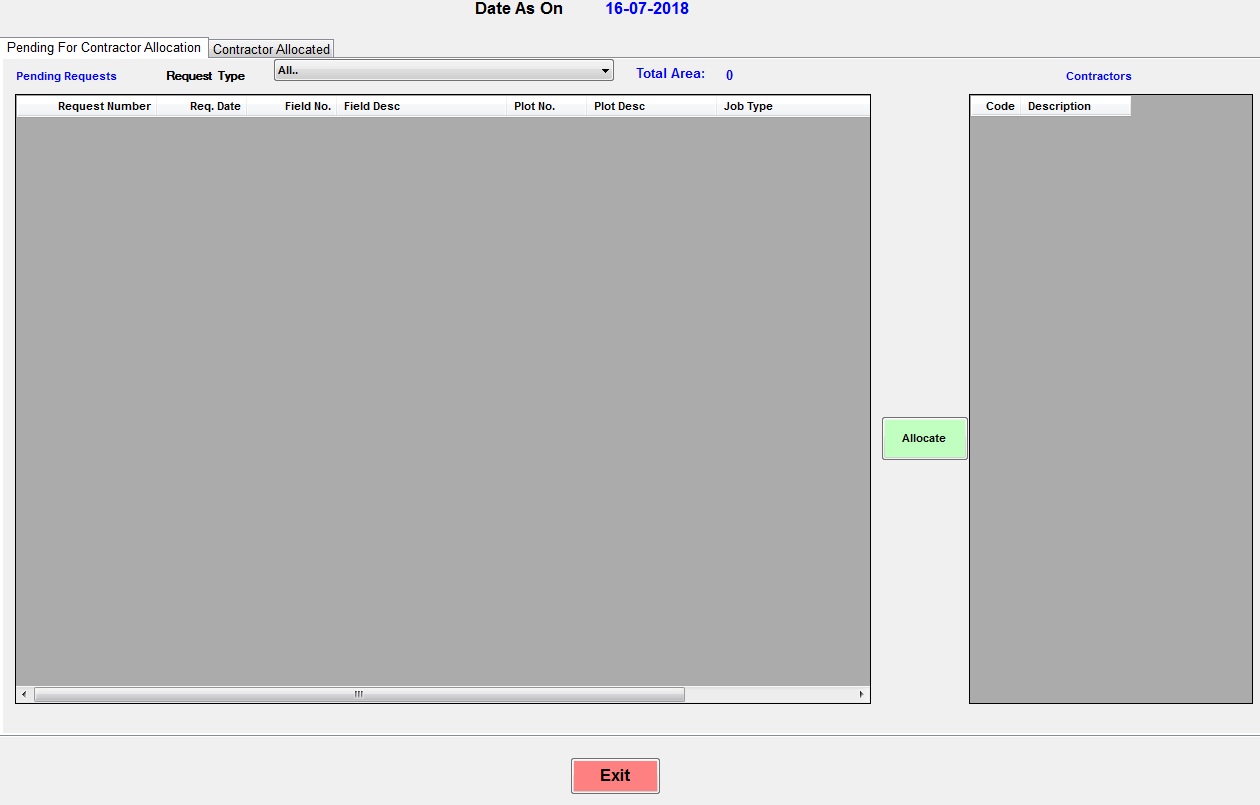 Date As On 16-07-2018
Pending For Contractor Allocation Contractor Allocated
Pending Requests Request Type All.. Total Area: 0 Contractors
Request Number Req. Date Field No. Field Desc Plot No. Plot Desc Job Type Code Description
Allocate
Exit